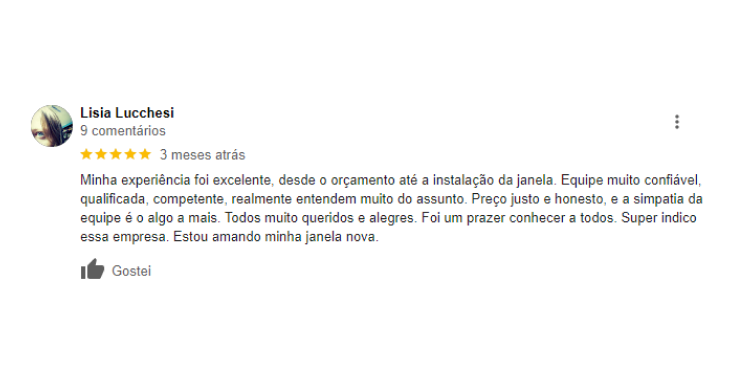 Lisia Lucchesi
9 comentários
3 meses atrás
Minha experiência foi excelente, desde o orçamento até a instalação da janela. Equipe muito confiável,
qualificada, competente, realmente entendem muito do assunto. Preço justo e honesto, e a simpatia da
equipe é o algo a mais. Todos muito queridos e alegres. Foi um prazer conhecer a todos. Super indico
essa empresa. Estou amando minha janela nova.
Gostei